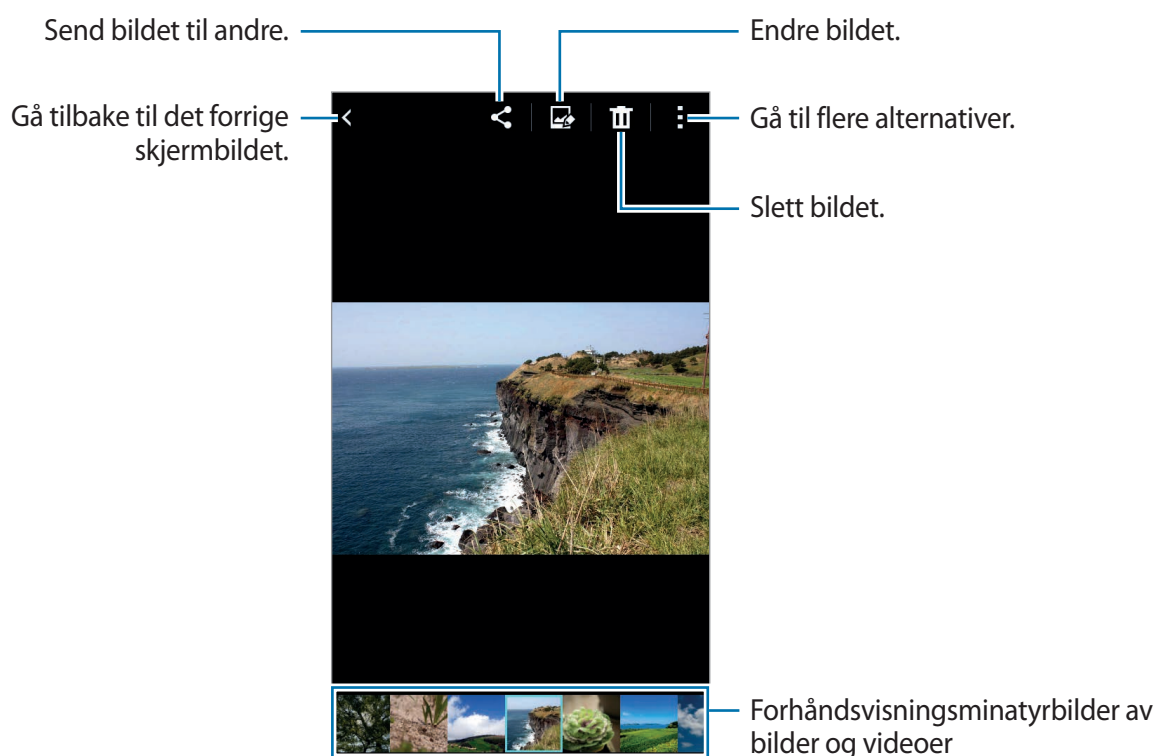 Send bildet til andre.
Endre bildet.
Gå tilbake til det forrige
skjermbildet.
Gå til flere alternativer.
Slett bildet.
Forhåndsvisningsminatyrbilder av
bilder og videoer